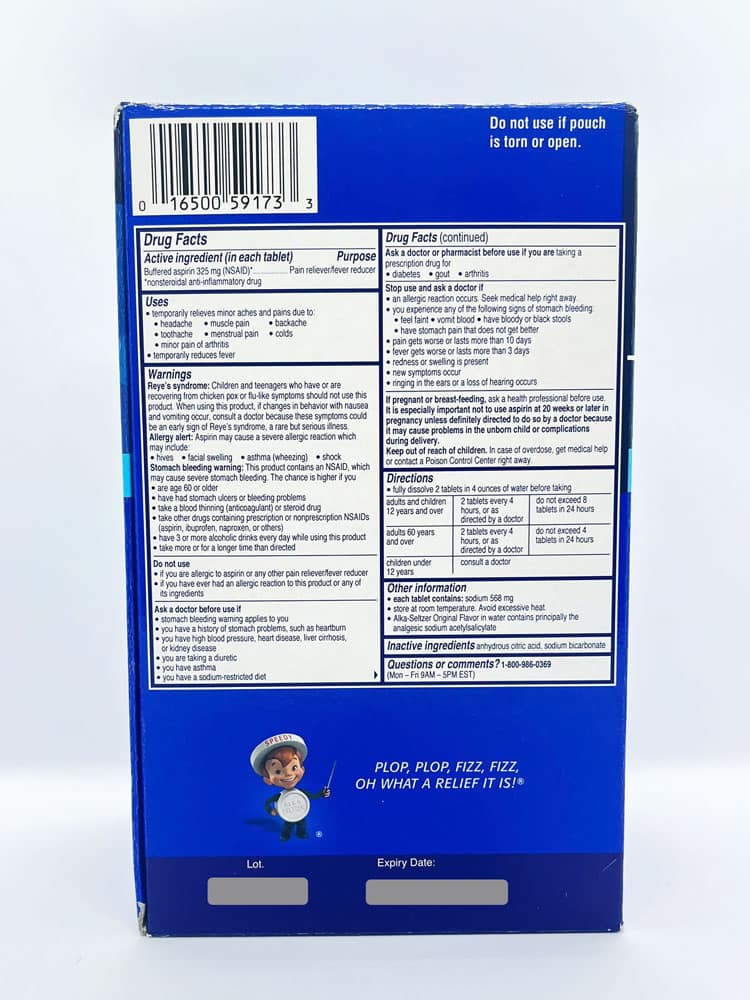 Do not use if pouch
is torn or open.
0 16500 59173 3
Drug Facts
Active ingredient (in each tablet) Purpose
Buffered aspirin 325 mg (NSAID)*............... Pain reliever/fever reducer
*nonsteroidal anti-inflammatory drug
Uses
• temporarily relieves minor aches and pains due to:
• headache • muscle pain • backache
• toothache • menstrual pain • colds
• minor pain of arthritis
• temporarily reduces fever
Warnings
Reye's syndrome: Children and teenagers who have or are
recovering from chicken pox or flu-like symptoms should not use this
product. When using this product, if changes in behavior with nausea
and vomiting occur, consult a doctor because these symptoms could
be an early sign of Reye's syndrome, a rare but serious illness.
Allergy alert: Aspirin may cause a severe allergic reaction which
may include:
• hives • facial swelling • asthma (wheezing) • shock
Stomach bleeding warning: This product contains an NSAID, which
may cause severe stomach bleeding. The chance is higher if you
• are age 60 or older
• have had stomach ulcers or bleeding problems
• take a blood thinning (anticoagulant) or steroid drug
• take other drugs containing prescription or nonprescription NSAIDs
(aspirin, ibuprofen, naproxen, or others)
• have 3 or more alcoholic drinks every day while using this product
• take more or for a longer time than directed
Do not use
• if you are allergic to aspirin or any other pain reliever/fever reducer
• if you have ever had an allergic reaction to this product or any of
its ingredients
Ask a doctor before use if
• stomach bleeding warning applies to you
• you have a history of stomach problems, such as heartburn
• you have high blood pressure, heart disease, liver cirrhosis,
or kidney disease
• you are taking a diuretic
• you have asthma
• you have a sodium-restricted diet
Drug Facts (continued)
Ask a doctor or pharmacist before use if you are taking a
prescription drug for
• diabetes • gout • arthritis
Stop use and ask a doctor if
• an allergic reaction occurs. Seek medical help right away.
• you experience any of the following signs of stomach bleeding:
• feel faint • vomit blood • have bloody or black stools
• have stomach pain that does not get better
• pain gets worse or lasts more than 10 days
• fever gets worse or lasts more than 3 days
• redness or swelling is present
• new symptoms occur
• ringing in the ears or a loss of hearing occurs
If pregnant or breast-feeding, ask a health professional before use.
It is especially important not to use aspirin at 20 weeks or later in
pregnancy unless definitely directed to do so by a doctor because
it may cause problems in the unborn child or complications
during delivery.
Keep out of reach of children. In case of overdose, get medical help
or contact a Poison Control Center right away.
Directions
• fully dissolve 2 tablets in 4 ounces of water before taking
adults and children 2 tablets every 4 do not exceed 8
12 years and over hours, or as tablets in 24 hours
directed by a doctor
adults 60 years 2 tablets every 4 do not exceed 4
and over hours, or as tablets in 24 hours
directed by a doctor
children under consult a doctor
12 years
Other information
• each tablet contains: sodium 568 mg
• store at room temperature. Avoid excessive heat.
• Alka-Seltzer Original Flavor in water contains principally the
analgesic sodium acetylsalicylate
Inactive ingredients anhydrous citric acid, sodium bicarbonate
Questions or comments? 1-800-986-0369
(Mon – Fri 9AM – 5PM EST)
SPEEDY
ALKA
SELTZER
®
PLOP, PLOP, FIZZ, FIZZ,
OH WHAT A RELIEF IT IS!®
Lot.
Expiry Date: